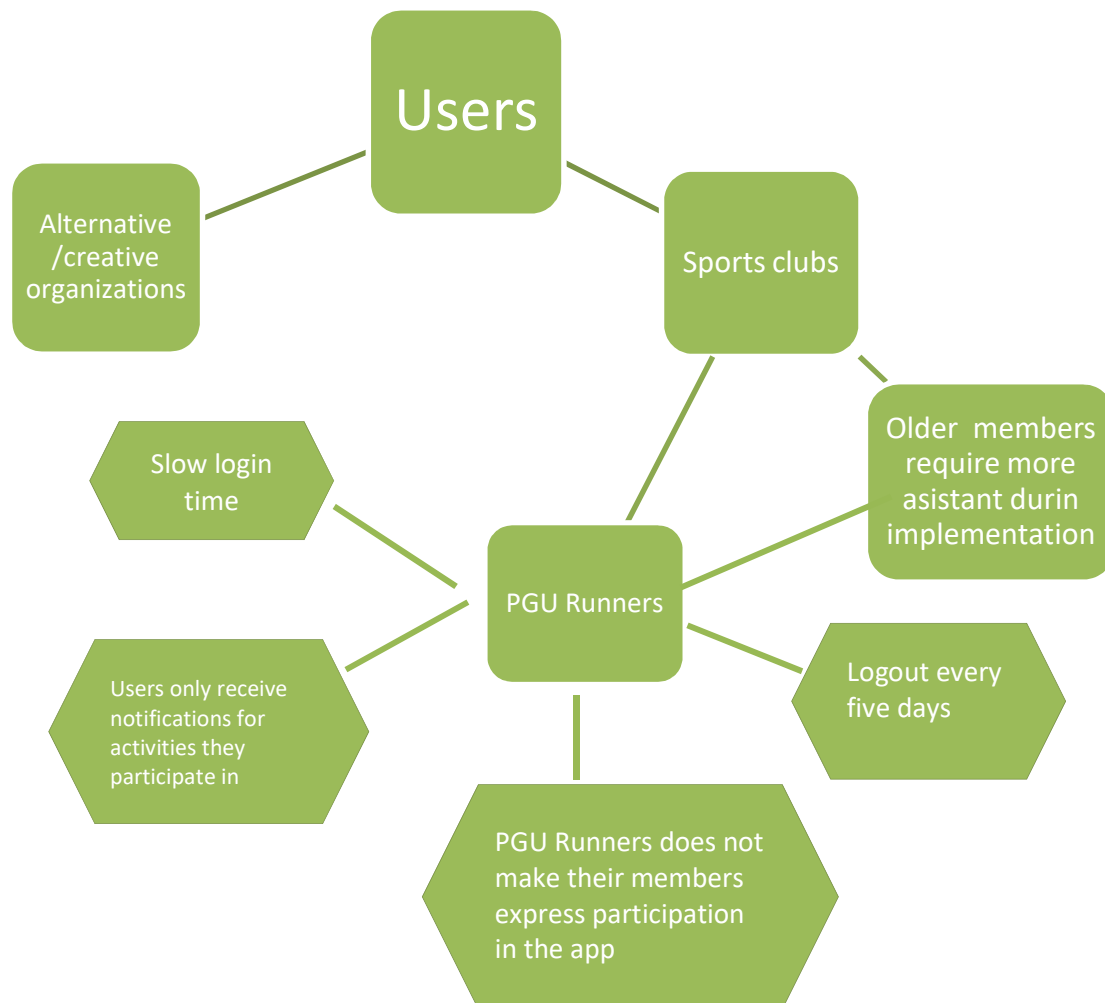 Users
Alternative
/creative
organizations
Sports clubs
Older  members
require more
asistant durin
implementation
Slow login
time
PGU Runners
Users only receive
notifications for
activities they
participate in
Logout every
five days
PGU Runners does not
make their members
express participation
in the app